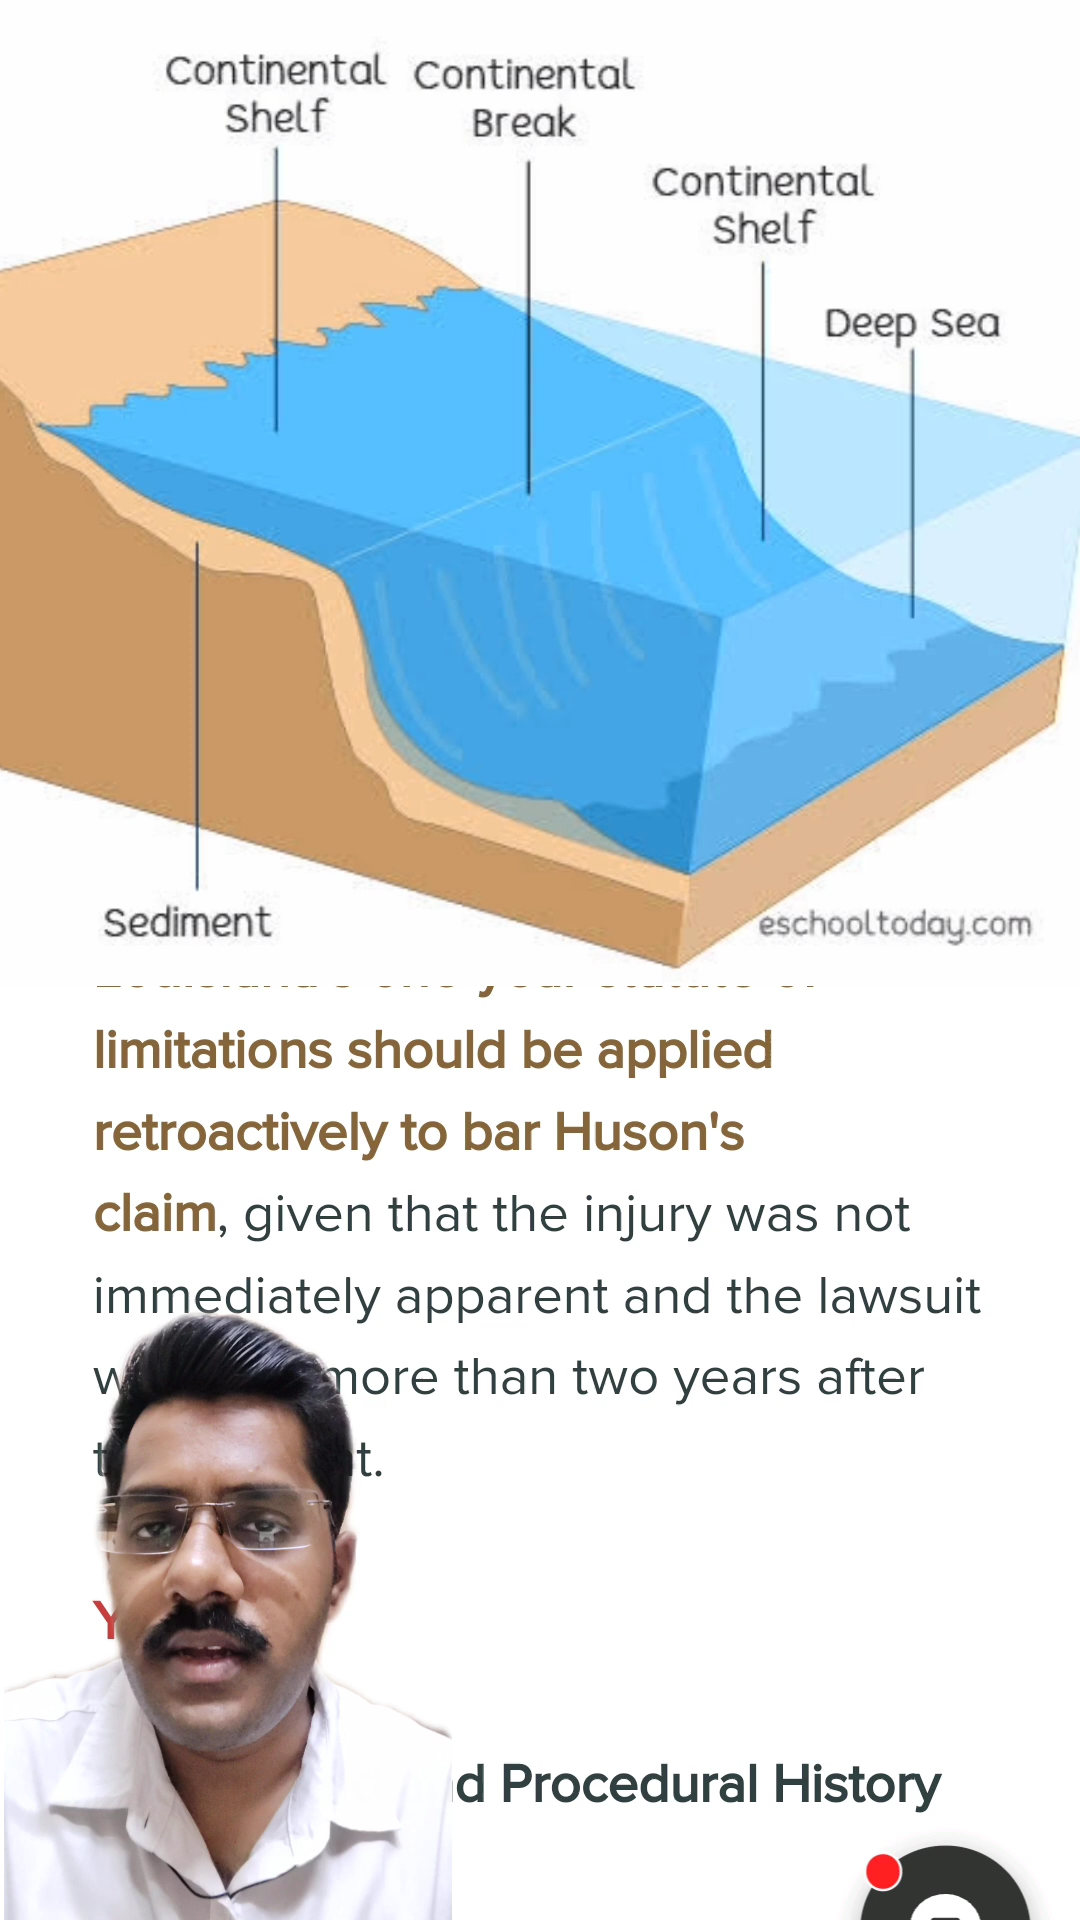 Continental
Shelf
Continental
Break
Continental
Shelf
Deep Sea
Sediment
eschooltoday.com
limitations should be applied
retroactively to bar Huson's
claim, given that the injury was not
immediately apparent and the lawsuit
more than two years after
Procedural History